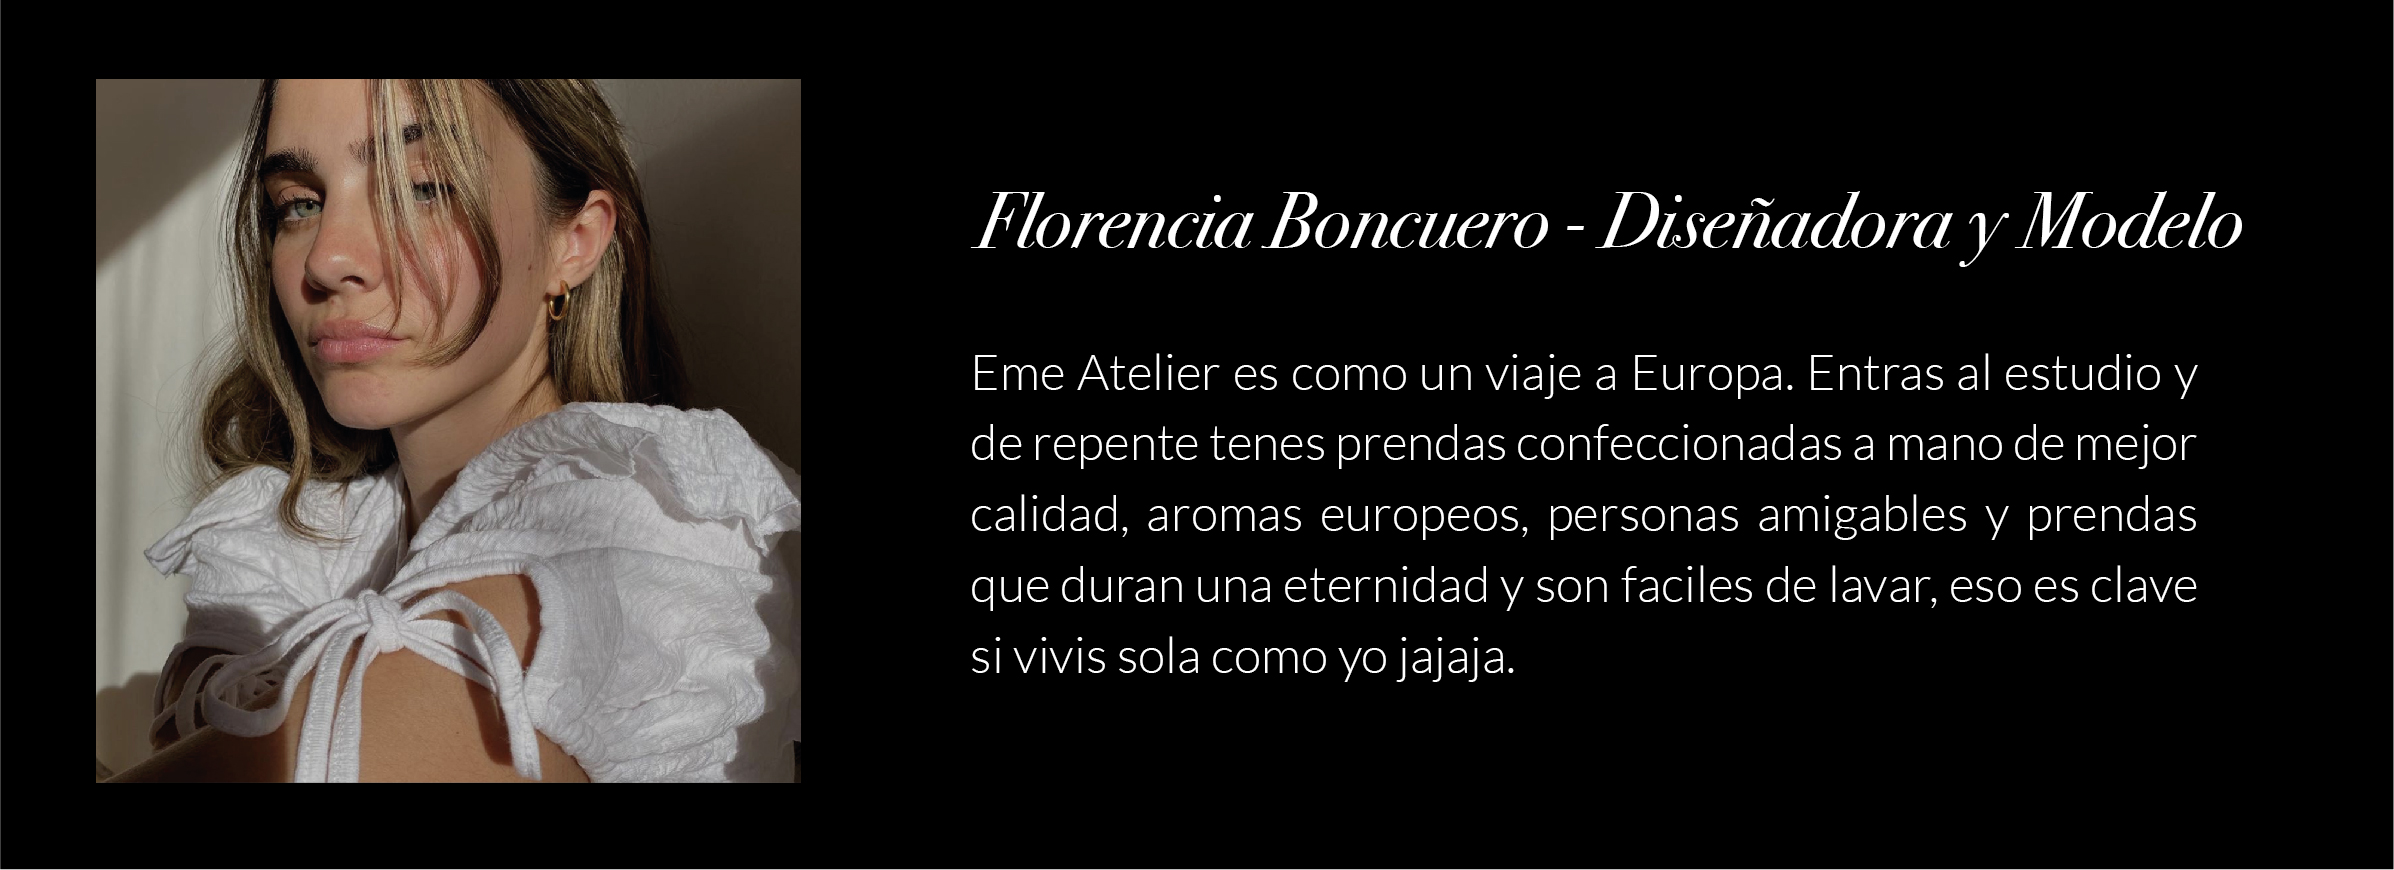 Florencia Boncuero - Diseñadora y Modelo
Eme Atelier es como un viaje a Europa. Entras al estudio y
de repente tenes prendas confeccionadas a mano de mejor
calidad, aromas europeos, personas amigables y prendas
que duran una eternidad y son faciles de lavar, eso es clave
si vivis sola como yo jajaja.